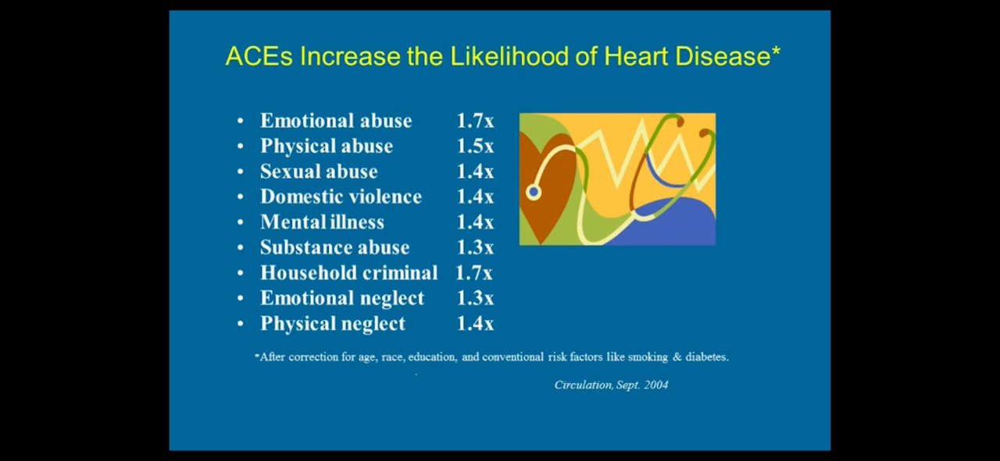 ACEs Increase the Likelihood of Heart Disease*
• Emotional abuse 1.7x
• Physical abuse 1.5x
• Sexual abuse 1.4x
• Domestic violence 1.4x
• Mental illness 1.4x
• Substance abuse 1.3x
• Household criminal 1.7x
• Emotional neglect 1.3x
• Physical neglect 1.4x
*After correction for age, race, education, and conventional risk factors like smoking & diabetes.
Circulation, Sept. 2004